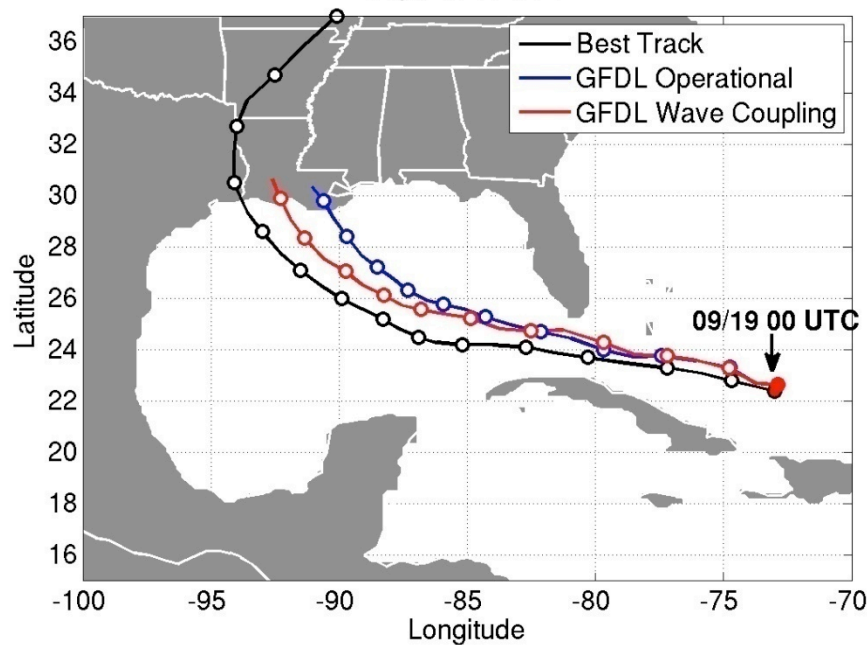 Best Track
GFDL Operational
GFDL Wave Coupling
09/19 00 UTC
Latitude
36
34
32
30
28
26
24
22
20
18
16
-100 -95 -90 -85 -80 -75 -70
Longitude